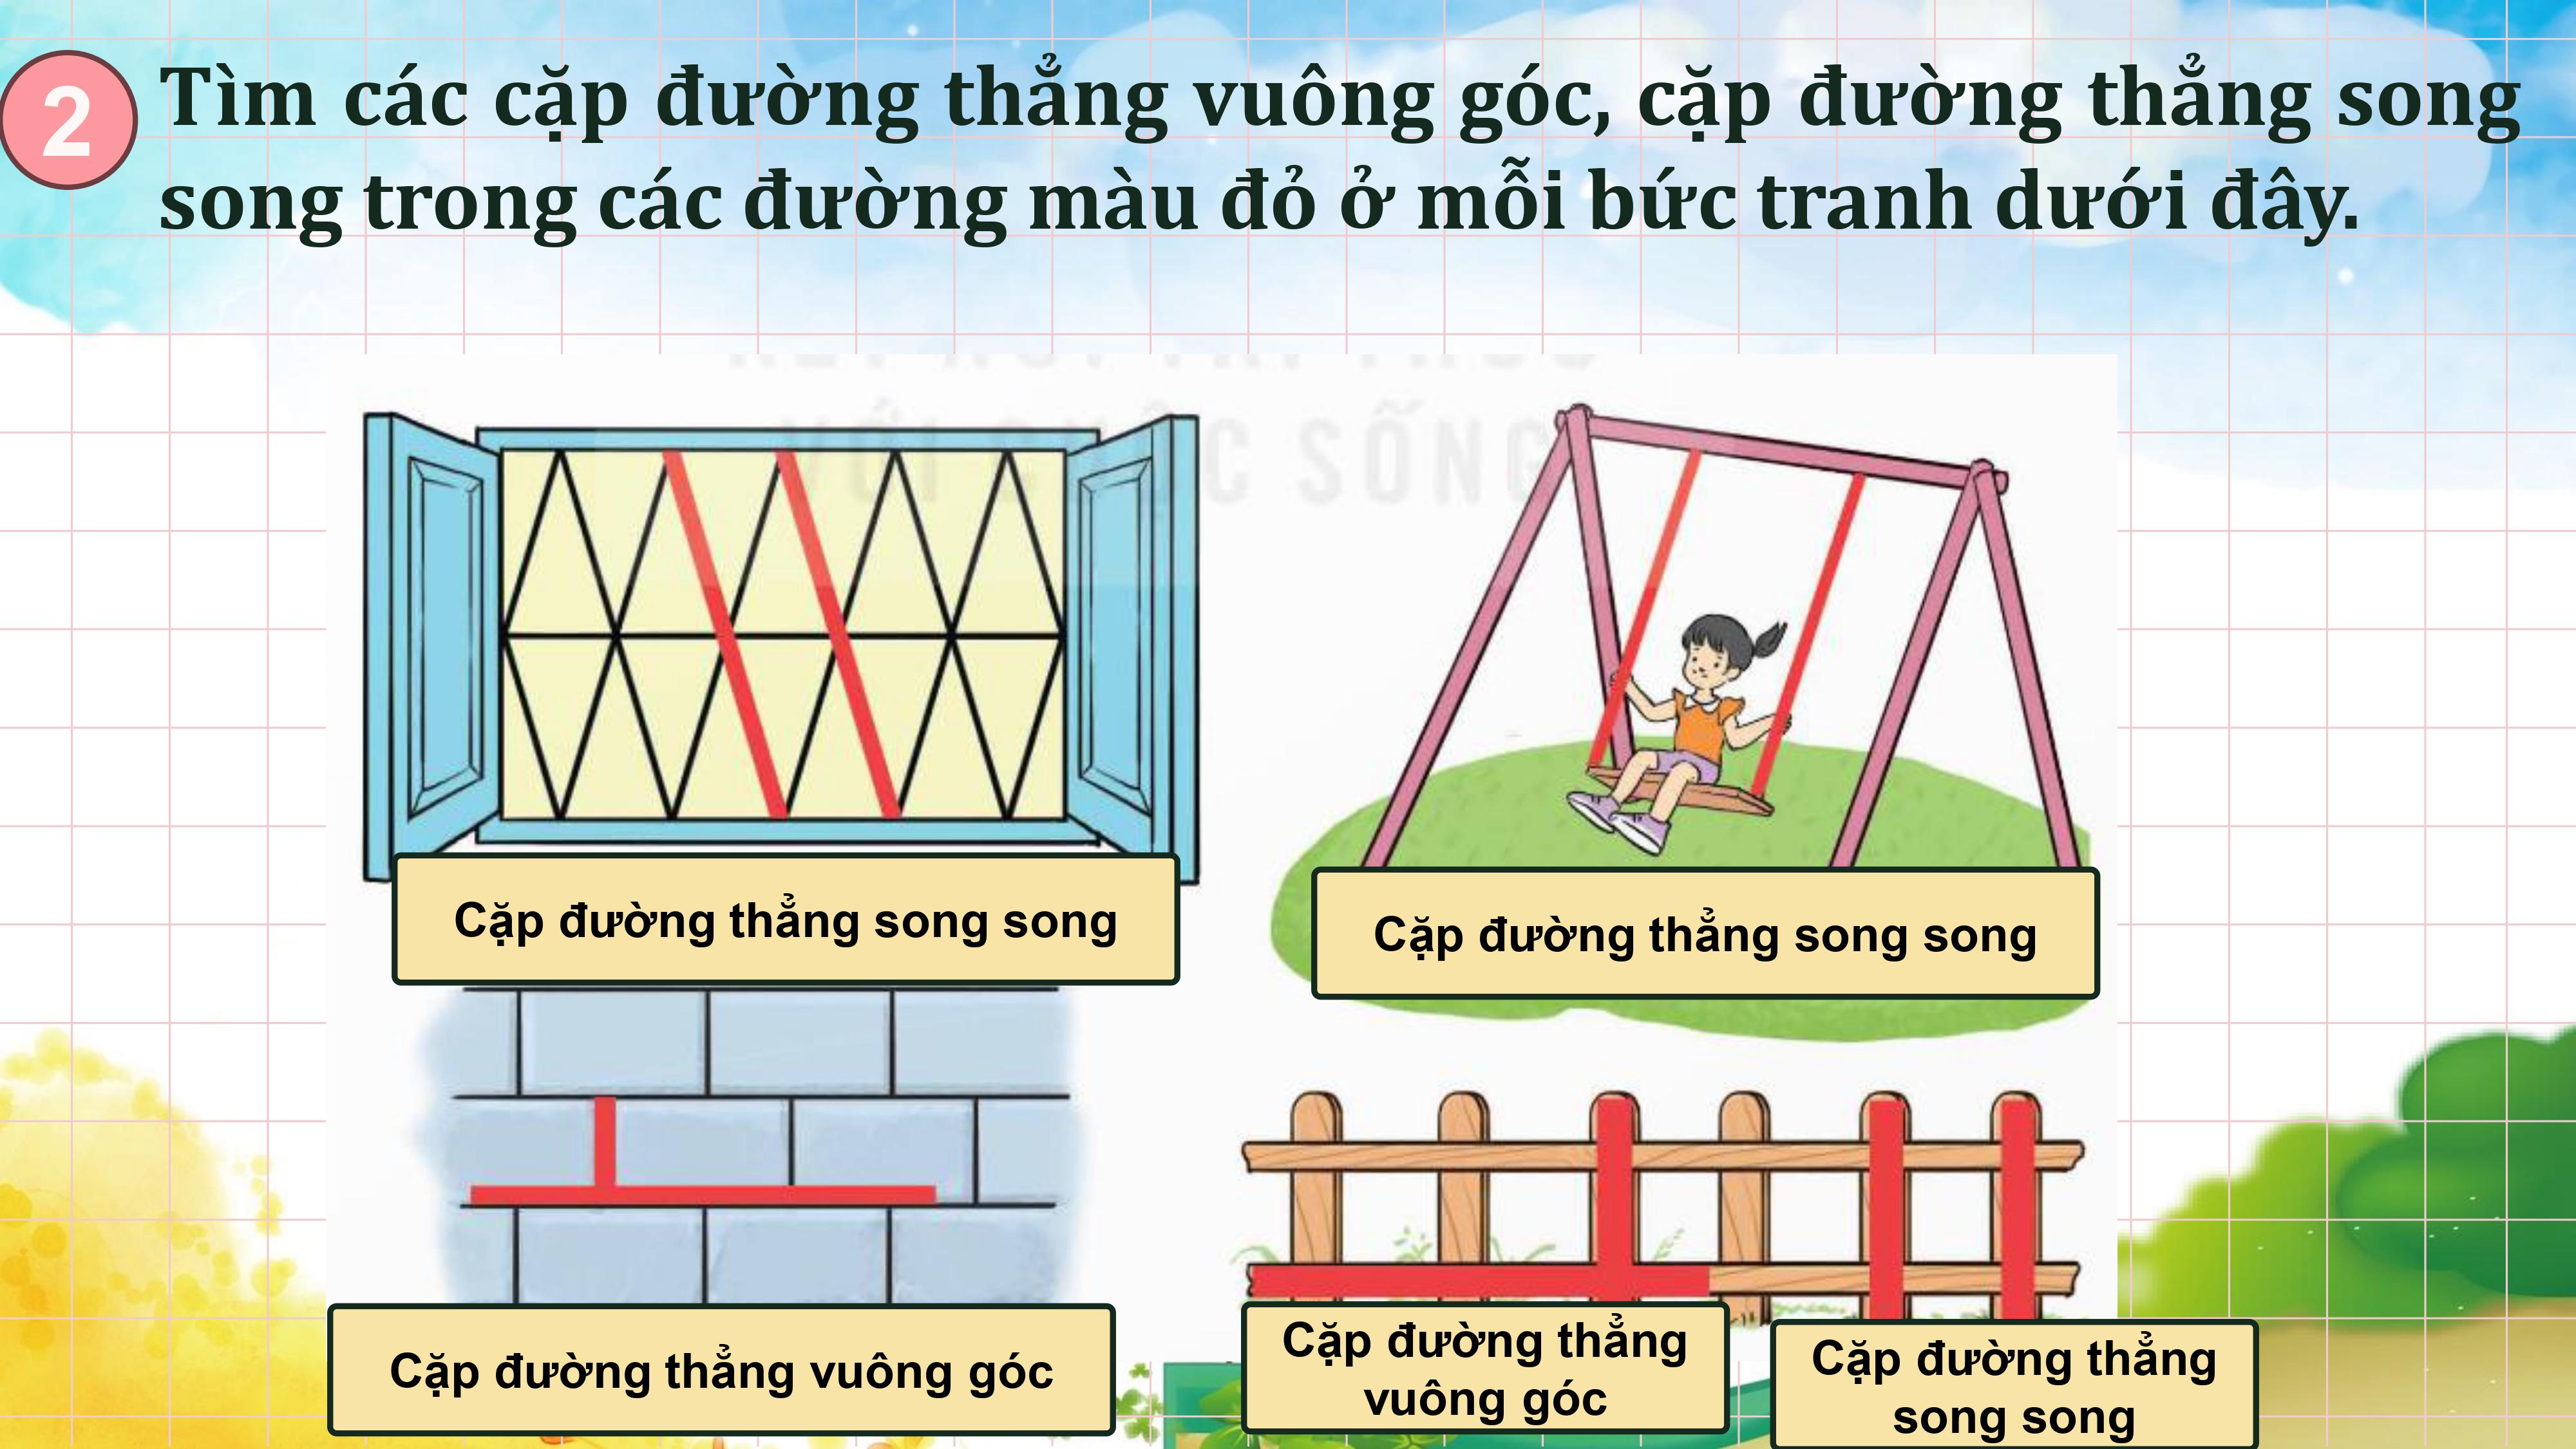 2
Tìm các cặp đường thẳng vuông góc, cặp đường thẳng song
song trong các đường màu đỏ ở mỗi bức tranh dưới đây.
C SỐNG
Cặp đường thẳng song song
Cặp đường thẳng song song
Cặp đường thẳng vuông góc
Cặp đường thẳng
vuông góc
Cặp đường thẳng
song song